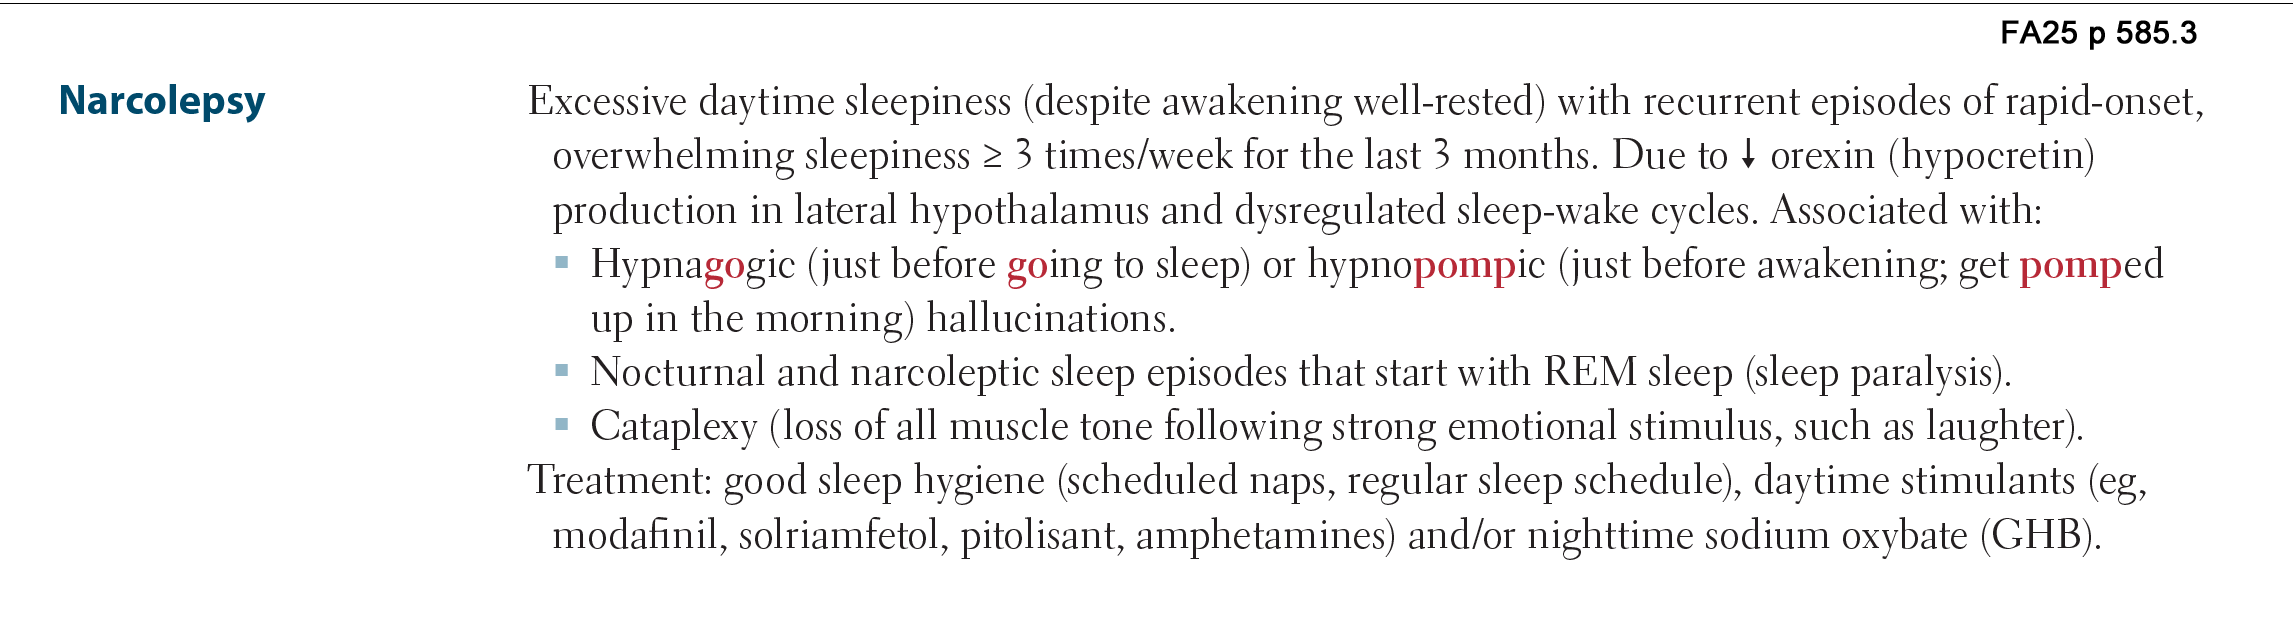 FA25 p 585.3
Narcolepsy
Excessive daytime sleepiness (despite awakening well-rested) with recurrent episodes of rapid-onset,
overwhelming sleepiness ≥ 3 times/week for the last 3 months. Due to ↓ orexin (hypocretin)
production in lateral hypothalamus and dysregulated sleep-wake cycles. Associated with:
▪ Hypnagogic (just before going to sleep) or hypnopompic (just before awakening; get pomped
up in the morning) hallucinations.
▪ Nocturnal and narcoleptic sleep episodes that start with REM sleep (sleep paralysis).
▪ Cataplexy (loss of all muscle tone following strong emotional stimulus, such as laughter).
Treatment: good sleep hygiene (scheduled naps, regular sleep schedule), daytime stimulants (eg,
modafinil, solriamfetol, pitolisant, amphetamines) and/or nighttime sodium oxybate (GHB).